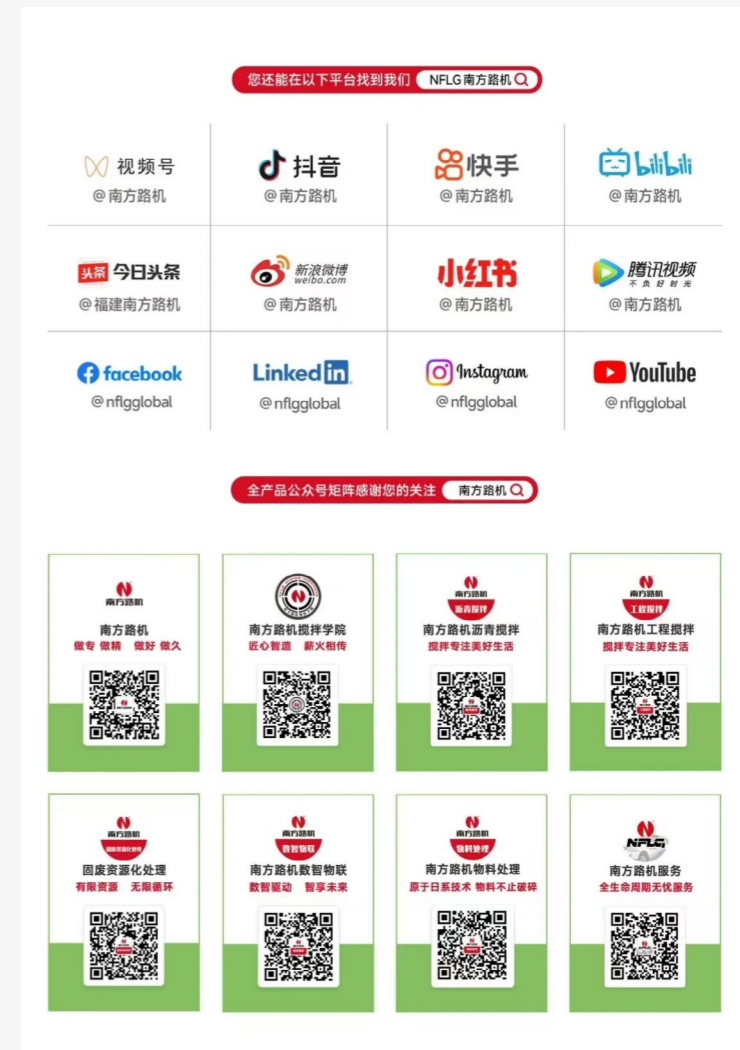 您还能在以下平台找到我们 NFLG南方路机
视频号 抖音 快手 bilibili
@南方路机 @南方路机 @南方路机 @南方路机
头条 今日头条 新浪微博 weibo.com 小红书 腾讯视频 不负好时光
@福建南方路机 @南方路机 @南方路机 @南方路机
facebook LinkedIn Instagram YouTube
@nflgglobal @nflgglobal @nflgglobal @nflgglobal
全产品公众号矩阵感谢您的关注 南方路机
南方路机 南方路机 沥青搅拌 南方路机 工程搅拌
南方路机 南方路机搅拌学院 南方路机沥青搅拌 南方路机工程搅拌
做专 做精 做好 做久 匠心智造 薪火相传 搅拌专注美好生活 搅拌专注美好生活
南方路机 固废资源化处理 南方路机 数智物联 南方路机 物料处理 NFLG
固废资源化处理 南方路机数智物联 南方路机物料处理 南方路机服务
有限资源 无限循环 数智驱动 智享未来 原于日系技术 物料不止破碎 全生命周期无忧服务